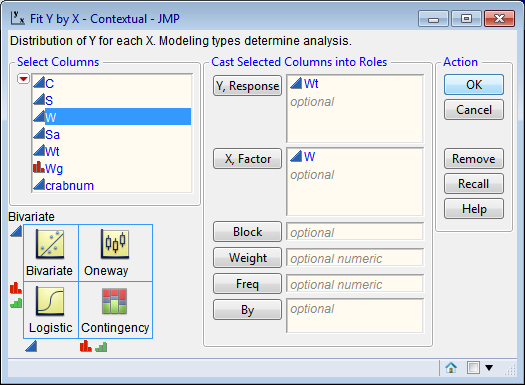 Fit Y by X - Contextual - JMP
Distribution of Y for each X. Modeling types determine analysis.
Select Columns
C
S
W
Sa
Wt
Wg
crabnum
Cast Selected Columns into Roles
Y, Response
Wt
optional
X, Factor
W
optional
Block
optional
Weight
optional numeric
Freq
optional numeric
By
optional
Action
OK
Cancel
Remove
Recall
Help
Bivariate
Bivariate
Oneway
Logistic
Contingency